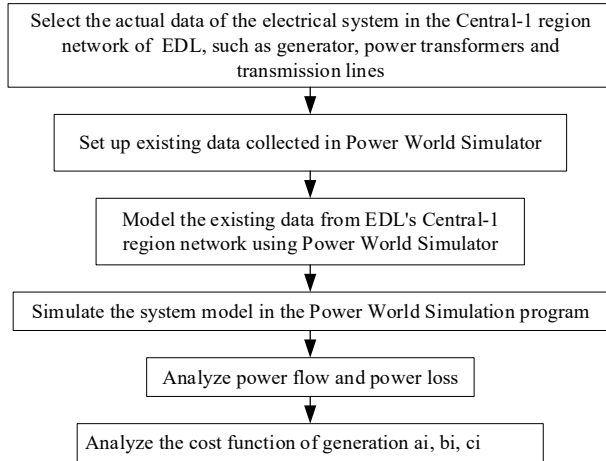 Select the actual data of the electrical system in the Central-1 region
network of EDL, such as generator, power transformers and
transmission lines
Set up existing data collected in Power World Simulator
Model the existing data from EDL's Central-1
region network using Power World Simulator
Simulate the system model in the Power World Simulation program
Analyze power flow and power loss
Analyze the cost function of generation ai, bi, ci